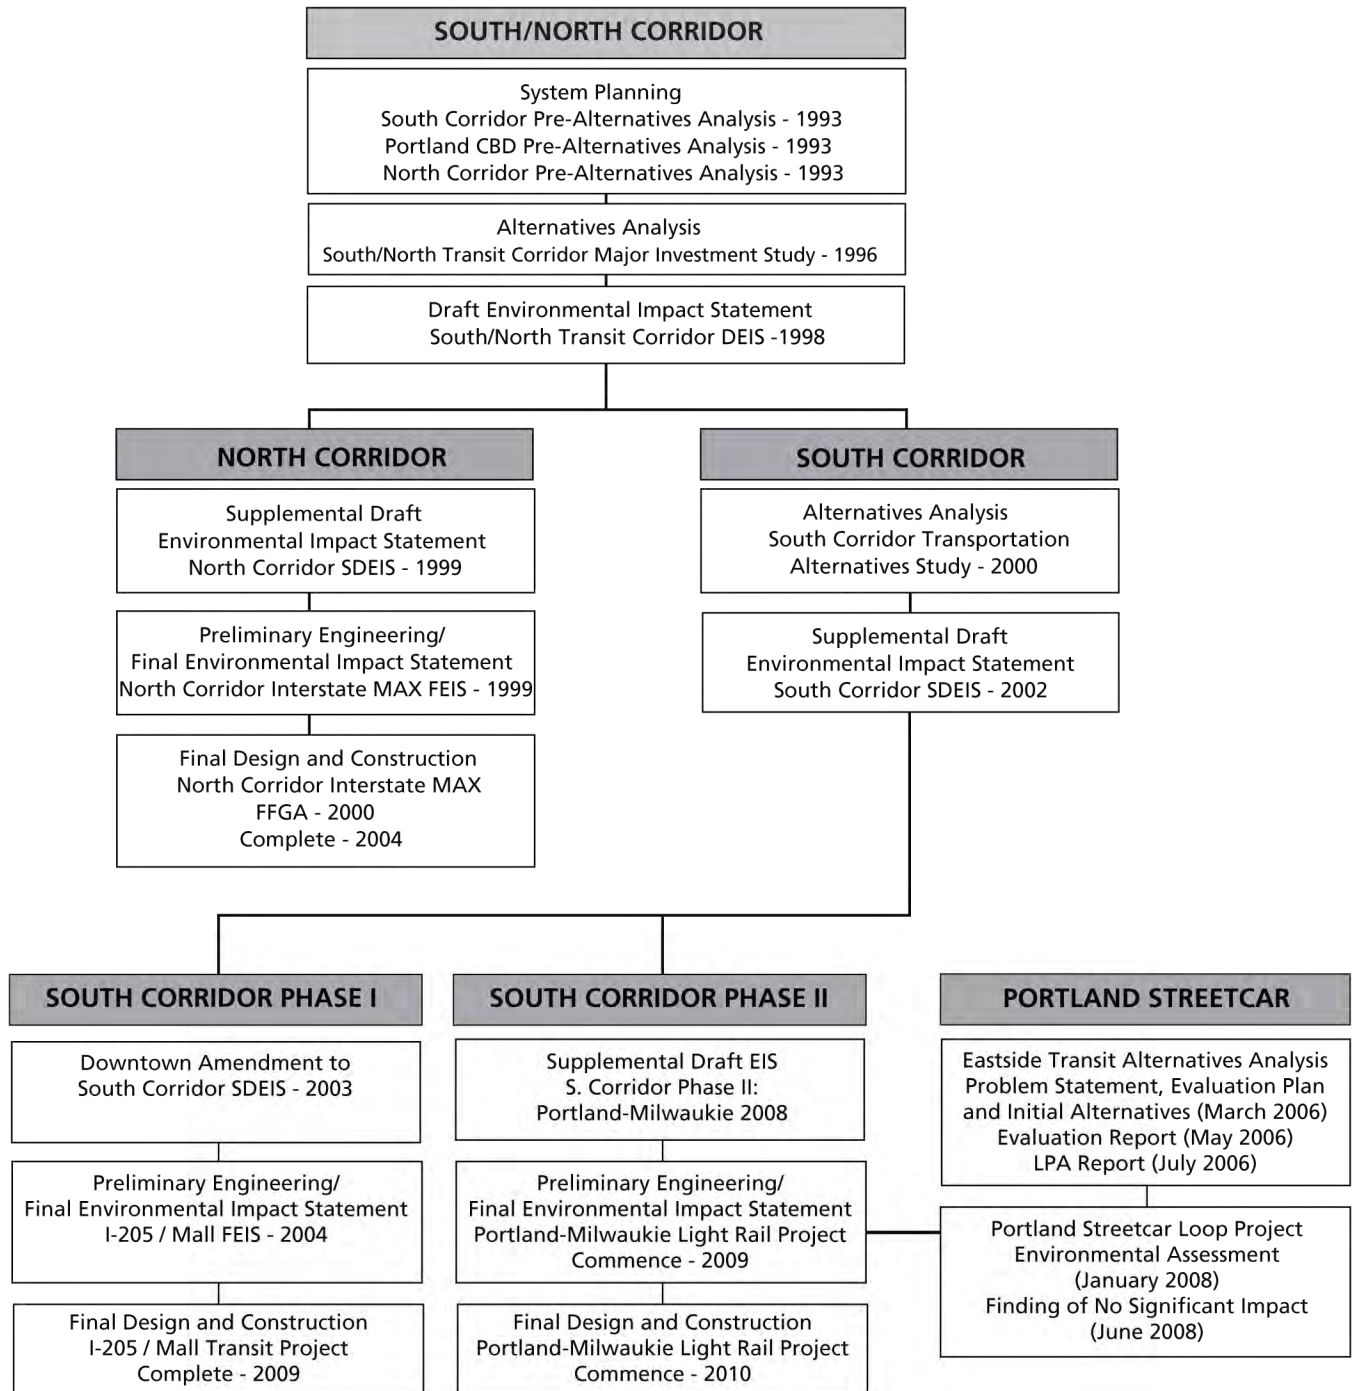 SOUTH/NORTH CORRIDOR
System Planning
South Corridor Pre-Alternatives Analysis - 1993
Portland CBD Pre-Alternatives Analysis - 1993
North Corridor Pre-Alternatives Analysis - 1993
Alternatives Analysis
South/North Transit Corridor Major Investment Study - 1996
Draft Environmental Impact Statement
South/North Transit Corridor DEIS -1998
NORTH CORRIDOR
Supplemental Draft
Environmental Impact Statement
North Corridor SDEIS - 1999
Preliminary Engineering/
Final Environmental Impact Statement
North Corridor Interstate MAX FEIS - 1999
Final Design and Construction
North Corridor Interstate MAX
FFGA - 2000
Complete - 2004
SOUTH CORRIDOR
Alternatives Analysis
South Corridor Transportation
Alternatives Study - 2000
Supplemental Draft
Environmental Impact Statement
South Corridor SDEIS - 2002
SOUTH CORRIDOR PHASE I
Downtown Amendment to
South Corridor SDEIS - 2003
Preliminary Engineering/
Final Environmental Impact Statement
I-205 / Mall FEIS - 2004
Final Design and Construction
I-205 / Mall Transit Project
Complete - 2009
SOUTH CORRIDOR PHASE II
Supplemental Draft EIS
S. Corridor Phase II:
Portland-Milwaukie 2008
Preliminary Engineering/
Final Environmental Impact Statement
Portland-Milwaukie Light Rail Project
Commence - 2009
Final Design and Construction
Portland-Milwaukie Light Rail Project
Commence - 2010
PORTLAND STREETCAR
Eastside Transit Alternatives Analysis
Problem Statement, Evaluation Plan
and Initial Alternatives (March 2006)
Evaluation Report (May 2006)
LPA Report (July 2006)
Portland Streetcar Loop Project
Environmental Assessment
(January 2008)
Finding of No Significant Impact
(June 2008)